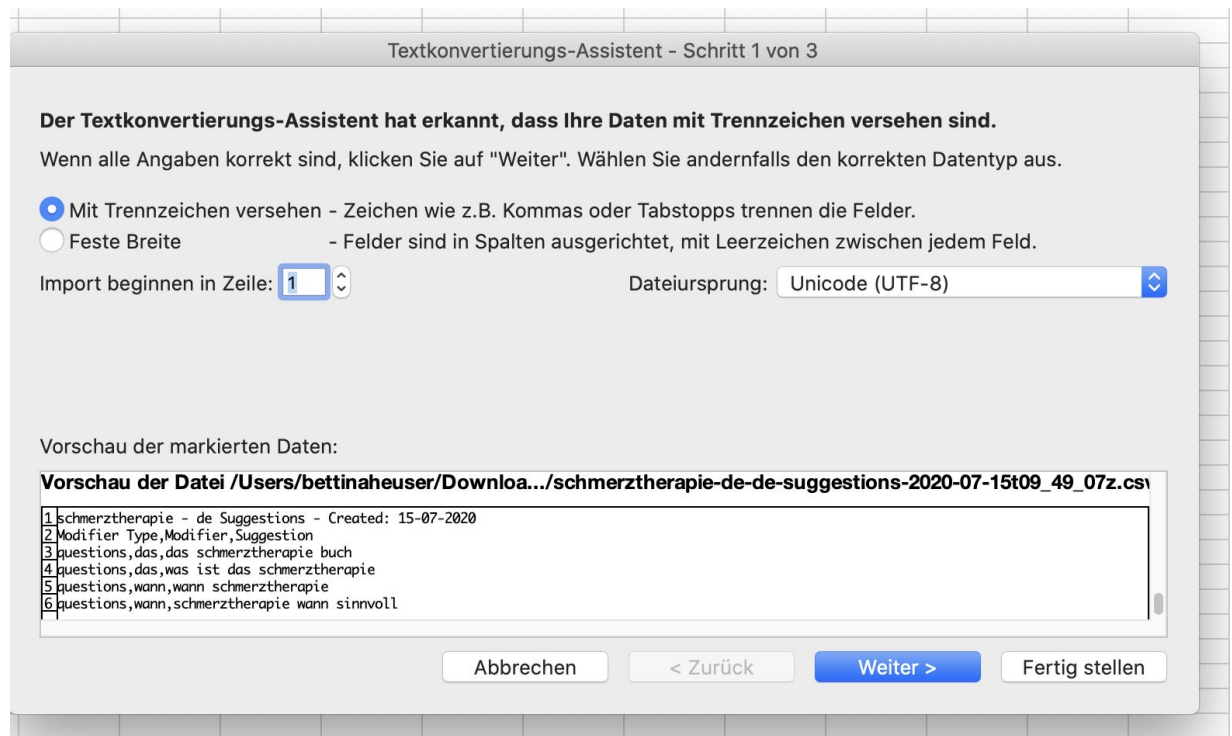 Textkonvertierungs-Assistent - Schritt 1 von 3
Der Textkonvertierungs-Assistent hat erkannt, dass Ihre Daten mit Trennzeichen versehen sind.
Wenn alle Angaben korrekt sind, klicken Sie auf "Weiter". Wählen Sie andernfalls den korrekten Datentyp aus.
Mit Trennzeichen versehen - Zeichen wie z.B. Kommas oder Tabstopps trennen die Felder.
Feste Breite - Felder sind in Spalten ausgerichtet, mit Leerzeichen zwischen jedem Feld.
Import beginnen in Zeile: 1 Dateiursprung: Unicode (UTF-8)
Vorschau der markierten Daten:
Vorschau der Datei /Users/bettinaheuser/Downloa.../schmerztherapie-de-de-suggestions-2020-07-15t09_49_07z.csv
1 schmerztherapie - de Suggestions - Created: 15-07-2020
2 Modifier Type,Modifier,Suggestion
3 questions,das,das schmerztherapie buch
4 questions,das,was ist das schmerztherapie
5 questions,wann,wann schmerztherapie
6 questions,wann,schmerztherapie wann sinnvoll
Abbrechen < Zurück Weiter > Fertig stellen